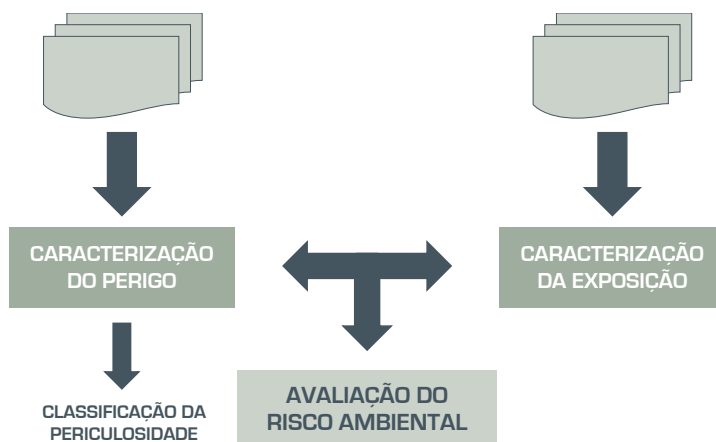 CARACTERIZAÇÃO
DO PERIGO
CARACTERIZAÇÃO
DA EXPOSIÇÃO
CLASSIFICAÇÃO DA
PERICULOSIDADE
AVALIAÇÃO DO
RISCO AMBIENTAL